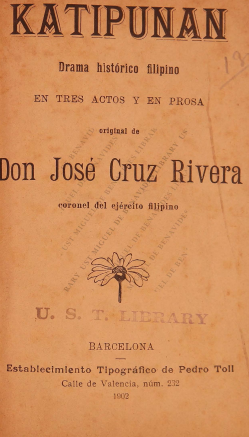 KATIPUNAN
19
Drama histórico filipino
EN TRES ACTOS Y EN PROSA
original de
Don José Cruz Rivera
coronel del ejército filipino
U. S. T. LIBRARY
BARCELONA
Establecimiento Tipográfico de Pedro Toll
Calle de Valencia, núm. 232
1902